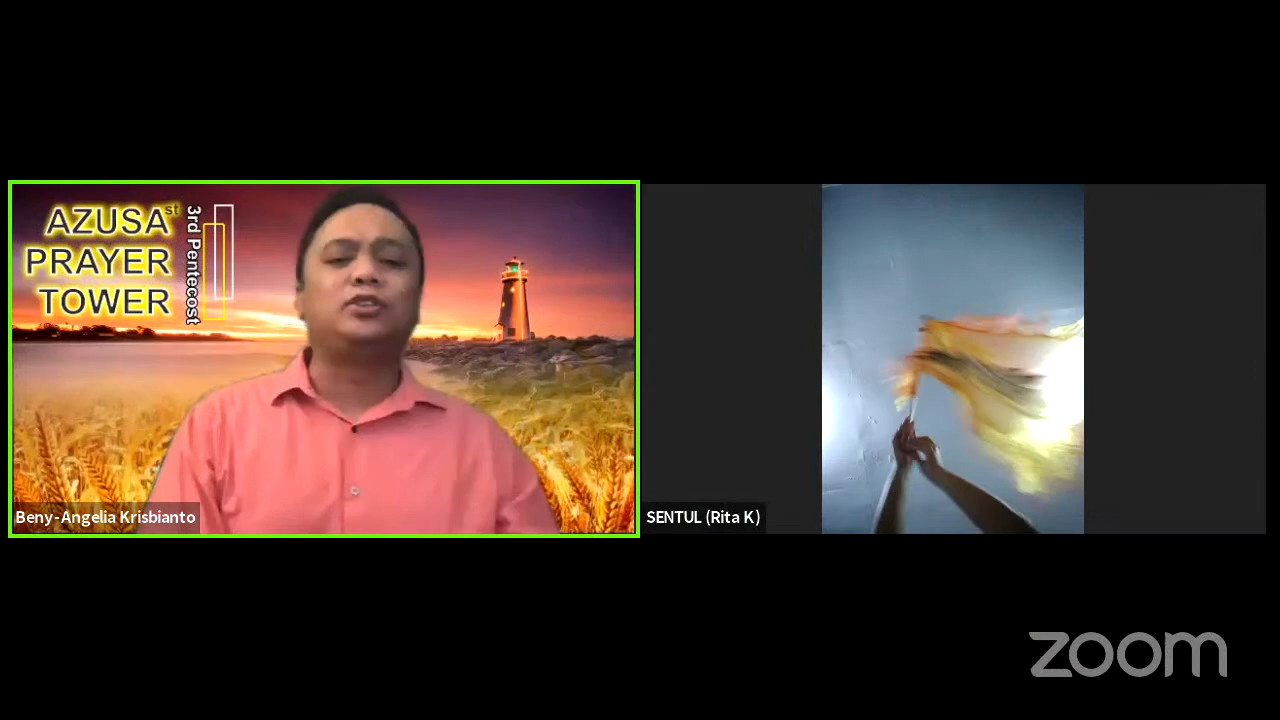 AZUSA st
PRAYER
TOWER
3rd Pentecost
Beny-Angelia Krisbianto
SENTUL (Rita K)
zoom